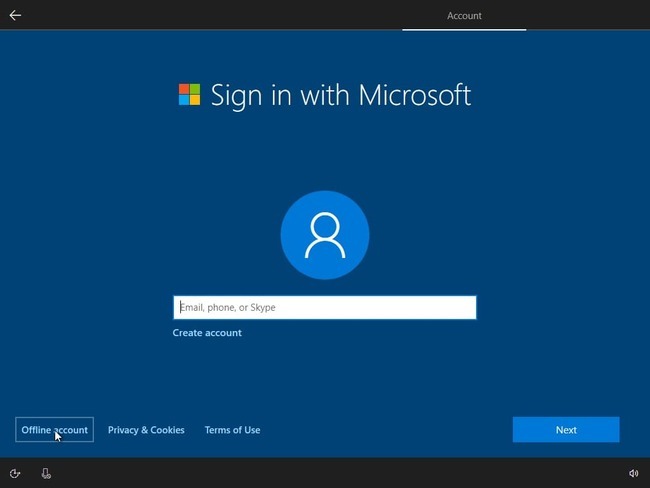 Account
Sign in with Microsoft
Email, phone, or Skype
Create account
Offline account Privacy & Cookies Terms of Use Next